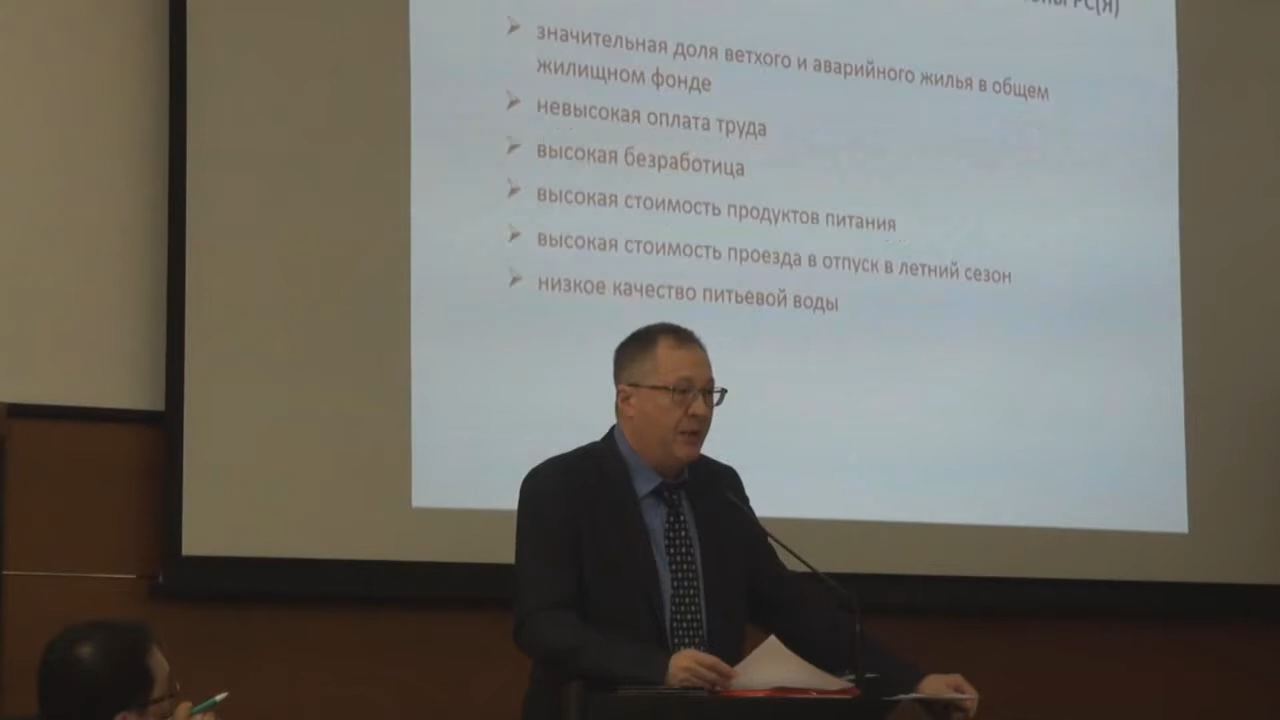 РС(Я)
значительная доля ветхого и аварийного жилья в общем
жилищном фонде
невысокая оплата труда
высокая безработица
высокая стоимость продуктов питания
высокая стоимость проезда в отпуск в летний сезон
низкое качество питьевой воды